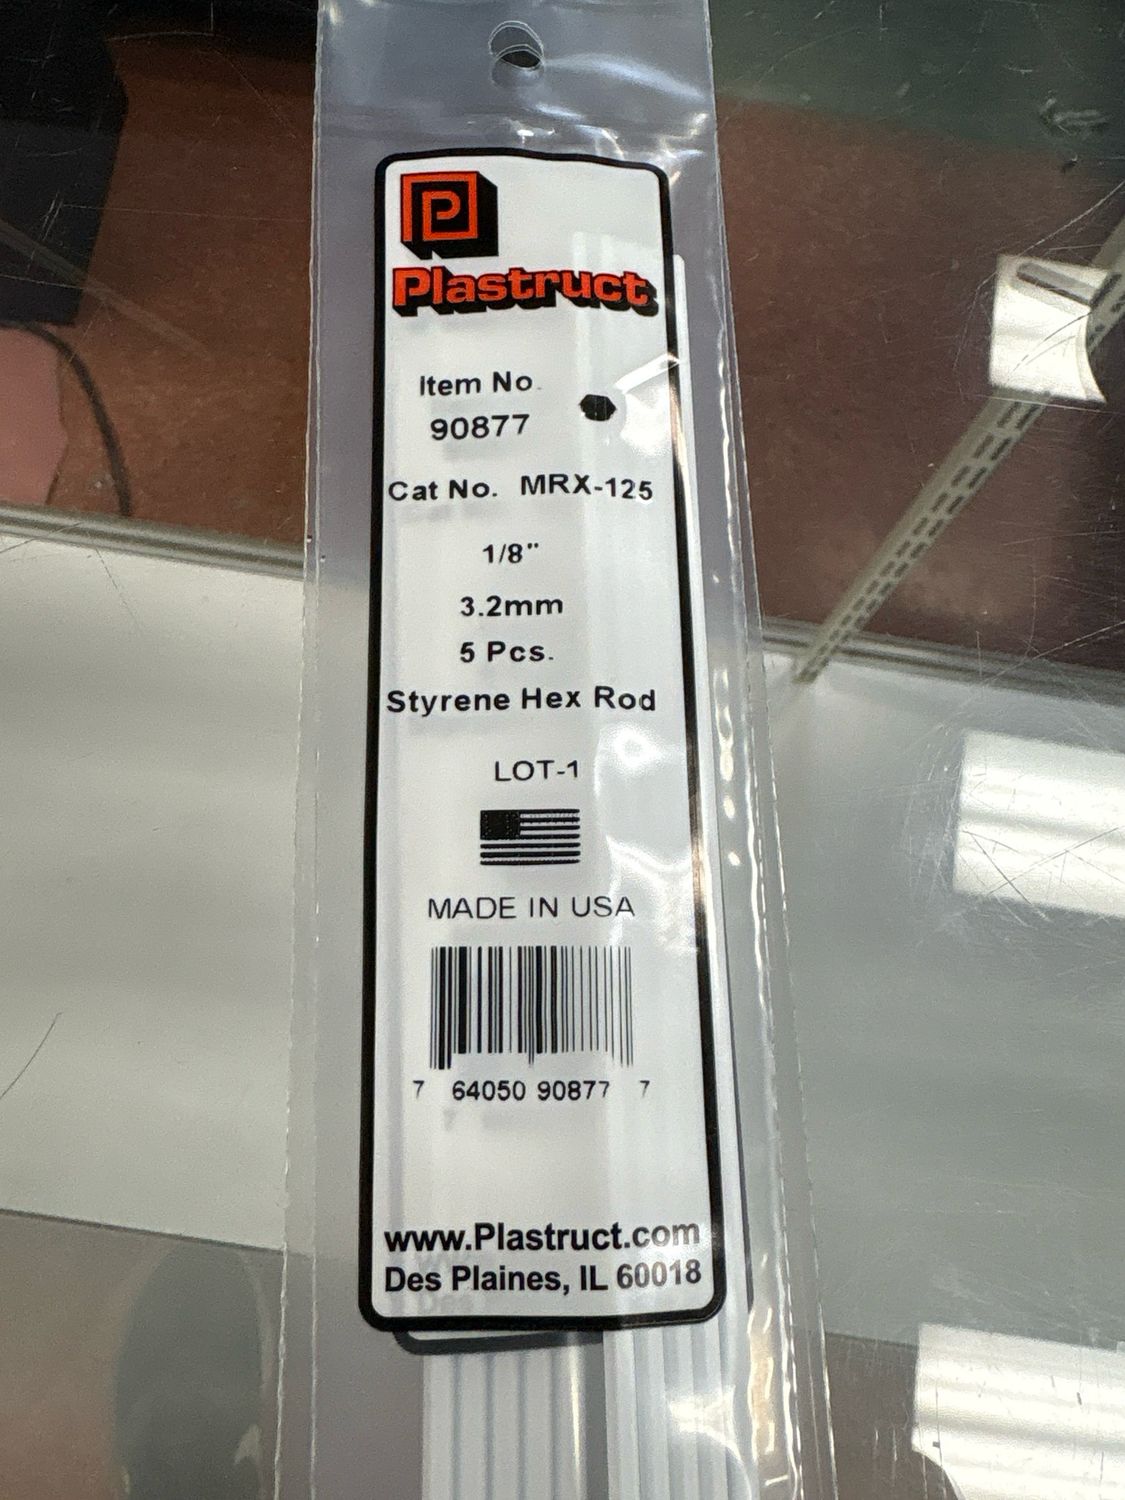 Plastruct
Item No.
90877
Cat No. MRX-125
1/8"
3.2mm
5 Pcs.
Styrene Hex Rod
LOT-1
MADE IN USA
7 64050 90877 7
www.Plastruct.com
Des Plaines, IL 60018